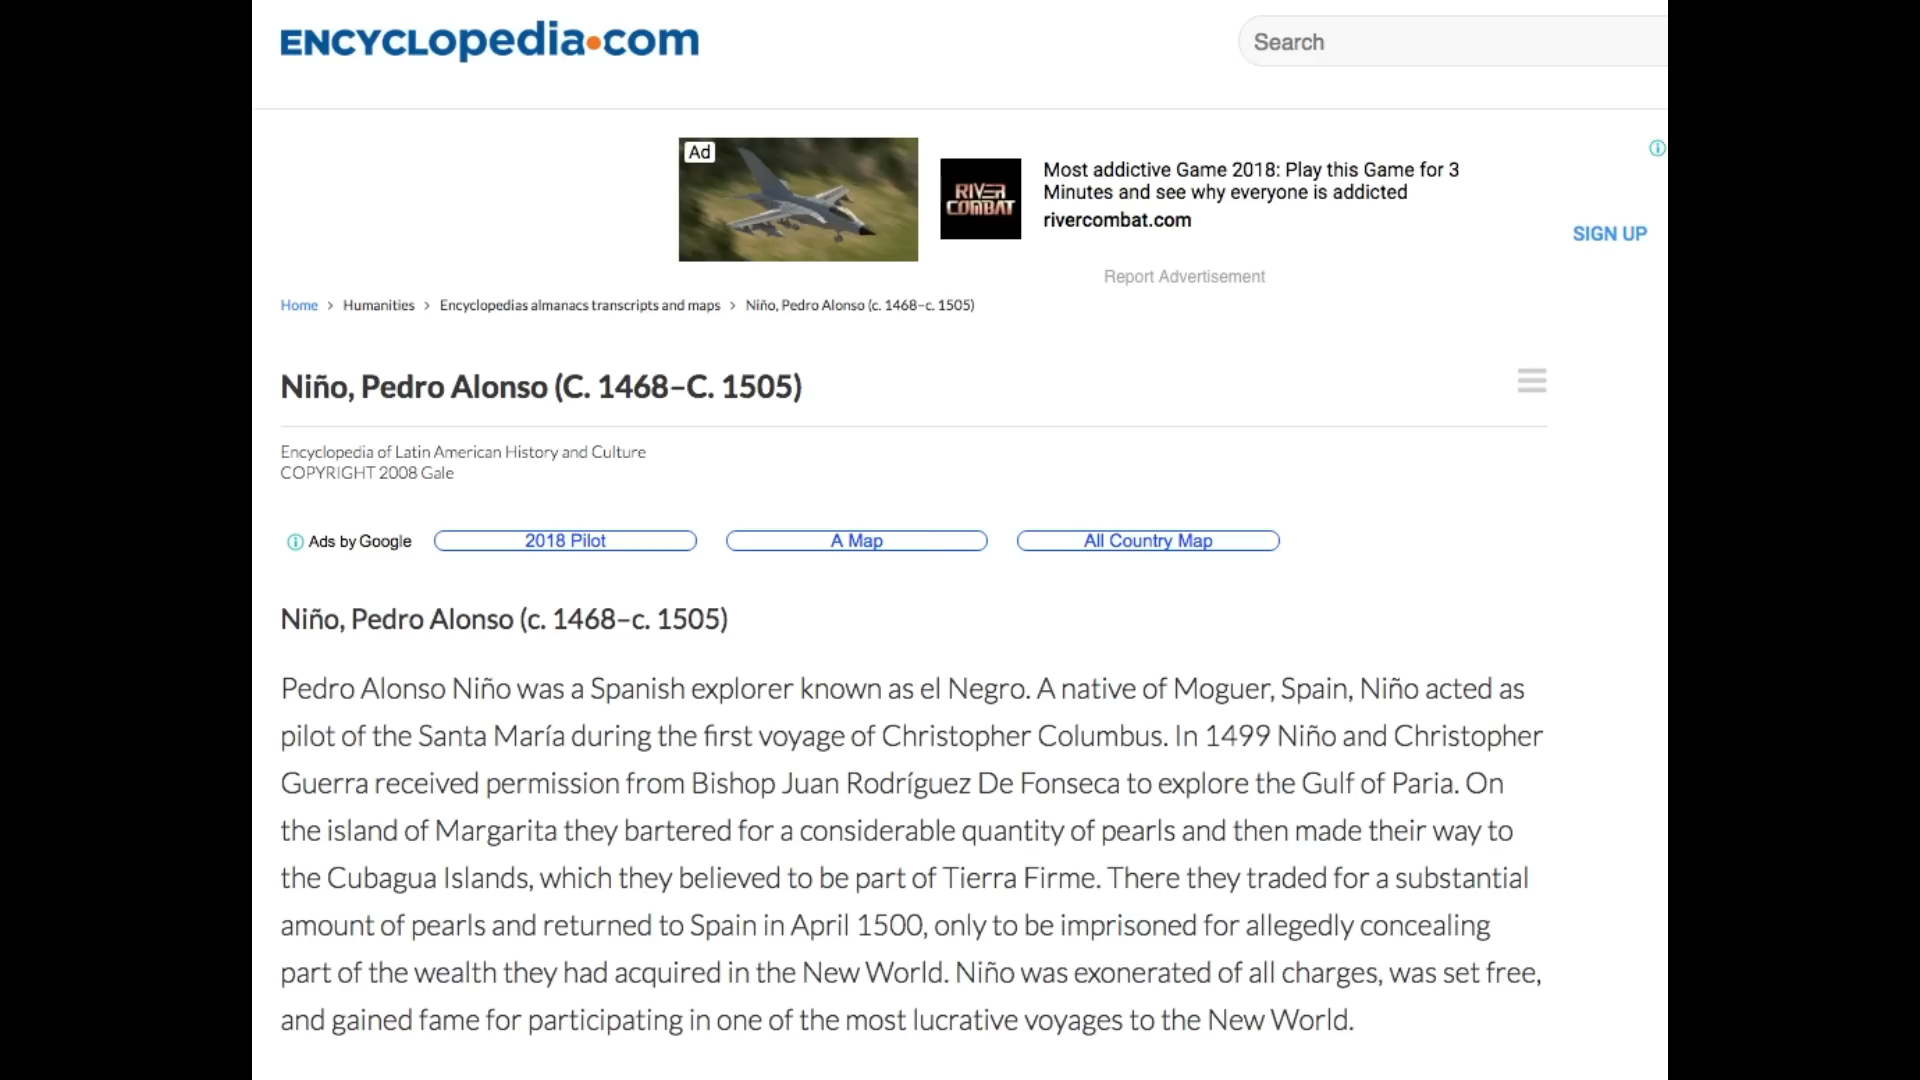 ENCYCLOpedia.com
Search
Ad
RIVER COMBAT
Most addictive Game 2018: Play this Game for 3
Minutes and see why everyone is addicted
rivercombat.com
SIGN UP
Report Advertisement
Home > Humanities > Encyclopedias almanacs transcripts and maps > Niño, Pedro Alonso (c. 1468–c. 1505)
Niño, Pedro Alonso (C. 1468–C. 1505)
Encyclopedia of Latin American History and Culture
COPYRIGHT 2008 Gale
Ads by Google 2018 Pilot A Map All Country Map
Niño, Pedro Alonso (c. 1468–c. 1505)
Pedro Alonso Niño was a Spanish explorer known as el Negro. A native of Moguer, Spain, Niño acted as
pilot of the Santa María during the first voyage of Christopher Columbus. In 1499 Niño and Christopher
Guerra received permission from Bishop Juan Rodríguez De Fonseca to explore the Gulf of Paria. On
the island of Margarita they bartered for a considerable quantity of pearls and then made their way to
the Cubagua Islands, which they believed to be part of Tierra Firme. There they traded for a substantial
amount of pearls and returned to Spain in April 1500, only to be imprisoned for allegedly concealing
part of the wealth they had acquired in the New World. Niño was exonerated of all charges, was set free,
and gained fame for participating in one of the most lucrative voyages to the New World.